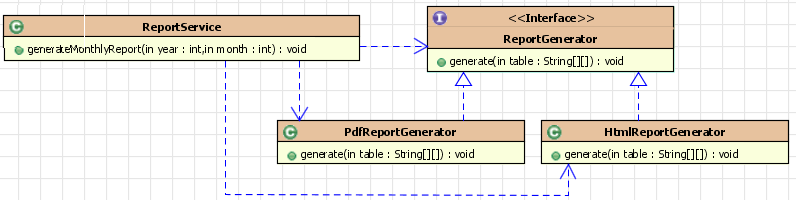 C
ReportService
generateMonthlyReport(in year : int,in month : int) : void
I
<<Interface>>
ReportGenerator
generate(in table : String[][]) : void
C
PdfReportGenerator
generate(in table : String[][]) : void
C
HtmlReportGenerator
generate(in table : String[][]) : void